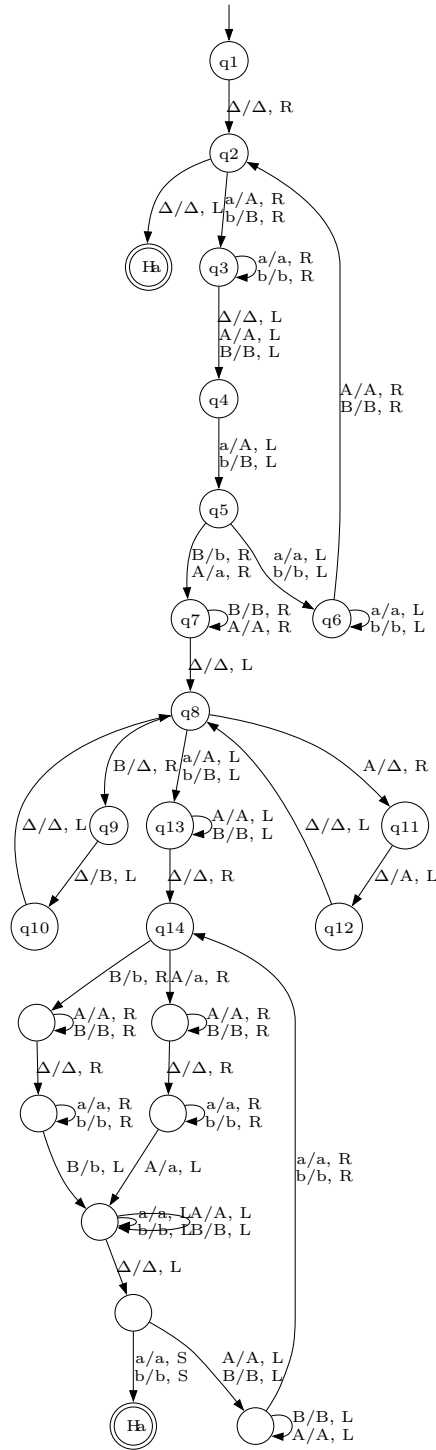 q1
Δ/Δ, R
q2
Δ/Δ, L
a/A, R
b/B, R
Ha
q3
a/a, R
b/b, R
Δ/Δ, L
A/A, L
B/B, L
A/A, R
B/B, R
q4
a/A, L
b/B, L
q5
B/b, R
A/a, R
a/a, L
b/b, L
q7
B/B, R
A/A, R
q6
a/a, L
b/b, L
Δ/Δ, L
q8
B/Δ, R
a/A, L
b/B, L
A/Δ, R
Δ/Δ, L
q9
q13
A/A, L
B/B, L
Δ/Δ, L
q11
Δ/B, L
Δ/Δ, R
Δ/A, L
q10
q14
q12
B/b, R
A/a, R
A/A, R
B/B, R
A/A, R
B/B, R
Δ/Δ, R
Δ/Δ, R
a/a, R
b/b, R
a/a, R
b/b, R
a/a, R
b/b, R
B/b, L
A/a, L
a/a, L
b/b, L
A/A, L
B/B, L
Δ/Δ, L
a/a, S
b/b, S
A/A, L
B/B, L
Ha
B/B, L
A/A, L